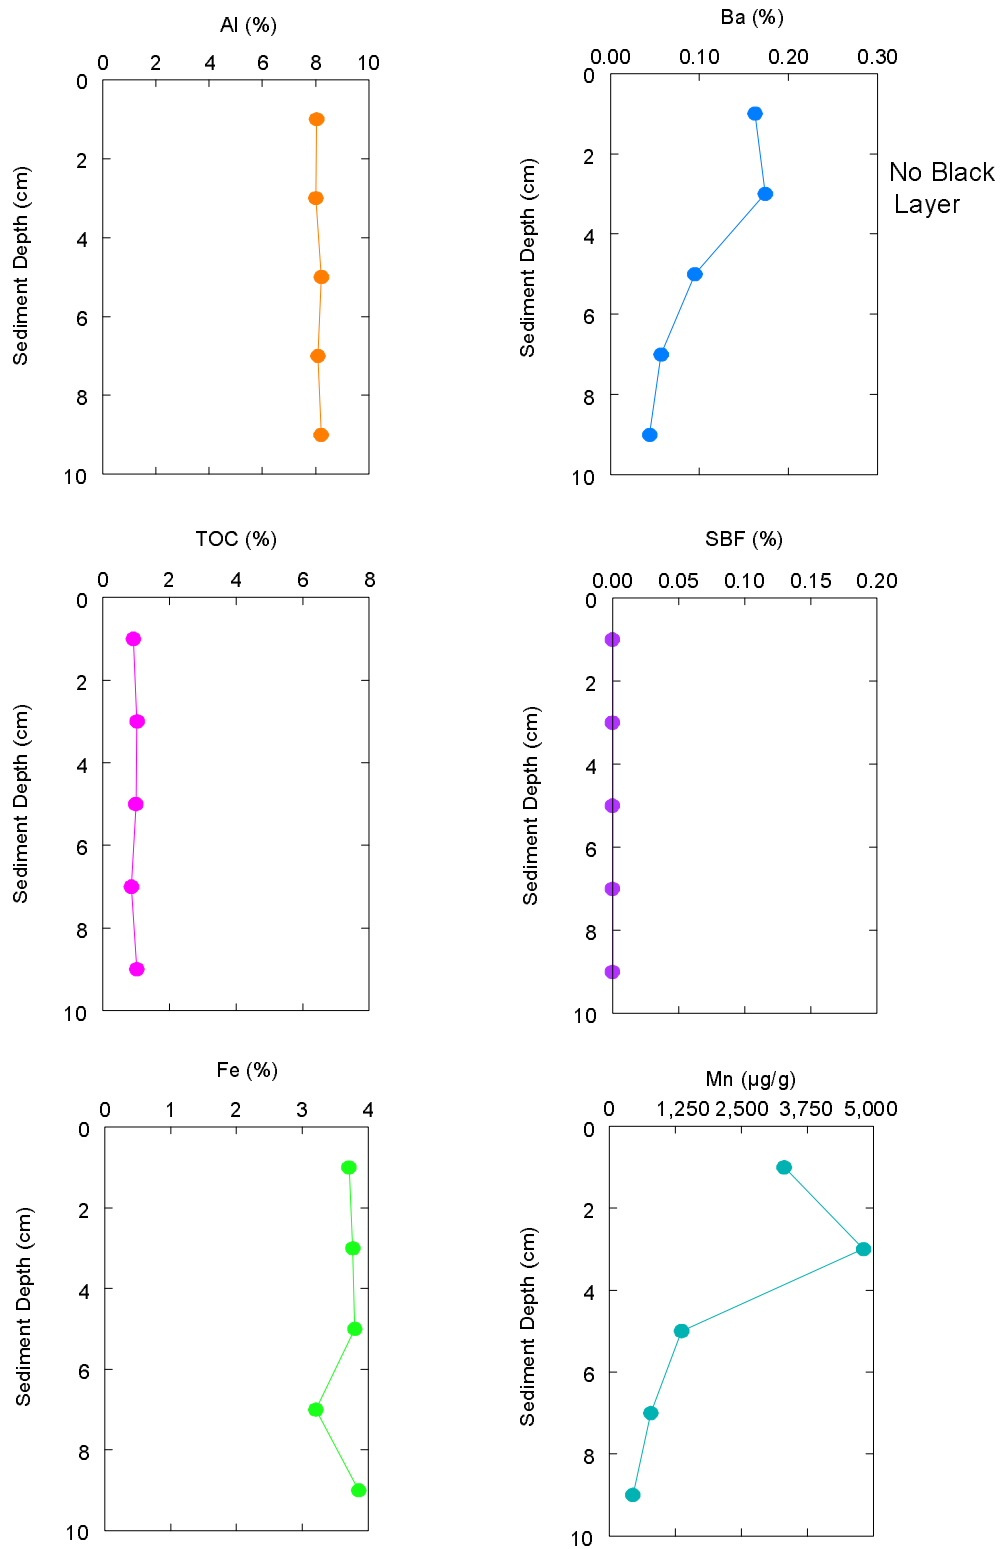 Al (%)
0 2 4 6 8 10
0
2
4
6
8
10
Sediment Depth (cm)
Ba (%)
0.00 0.10 0.20 0.30
0
2
4
6
8
10
Sediment Depth (cm)
No Black
Layer
TOC (%)
0 2 4 6 8
0
2
4
6
8
10
Sediment Depth (cm)
SBF (%)
0.00 0.05 0.10 0.15 0.20
0
2
4
6
8
10
Sediment Depth (cm)
Fe (%)
0 1 2 3 4
0
2
4
6
8
10
Sediment Depth (cm)
Mn (µg/g)
0 1,250 2,500 3,750 5,000
0
2
4
6
8
10
Sediment Depth (cm)